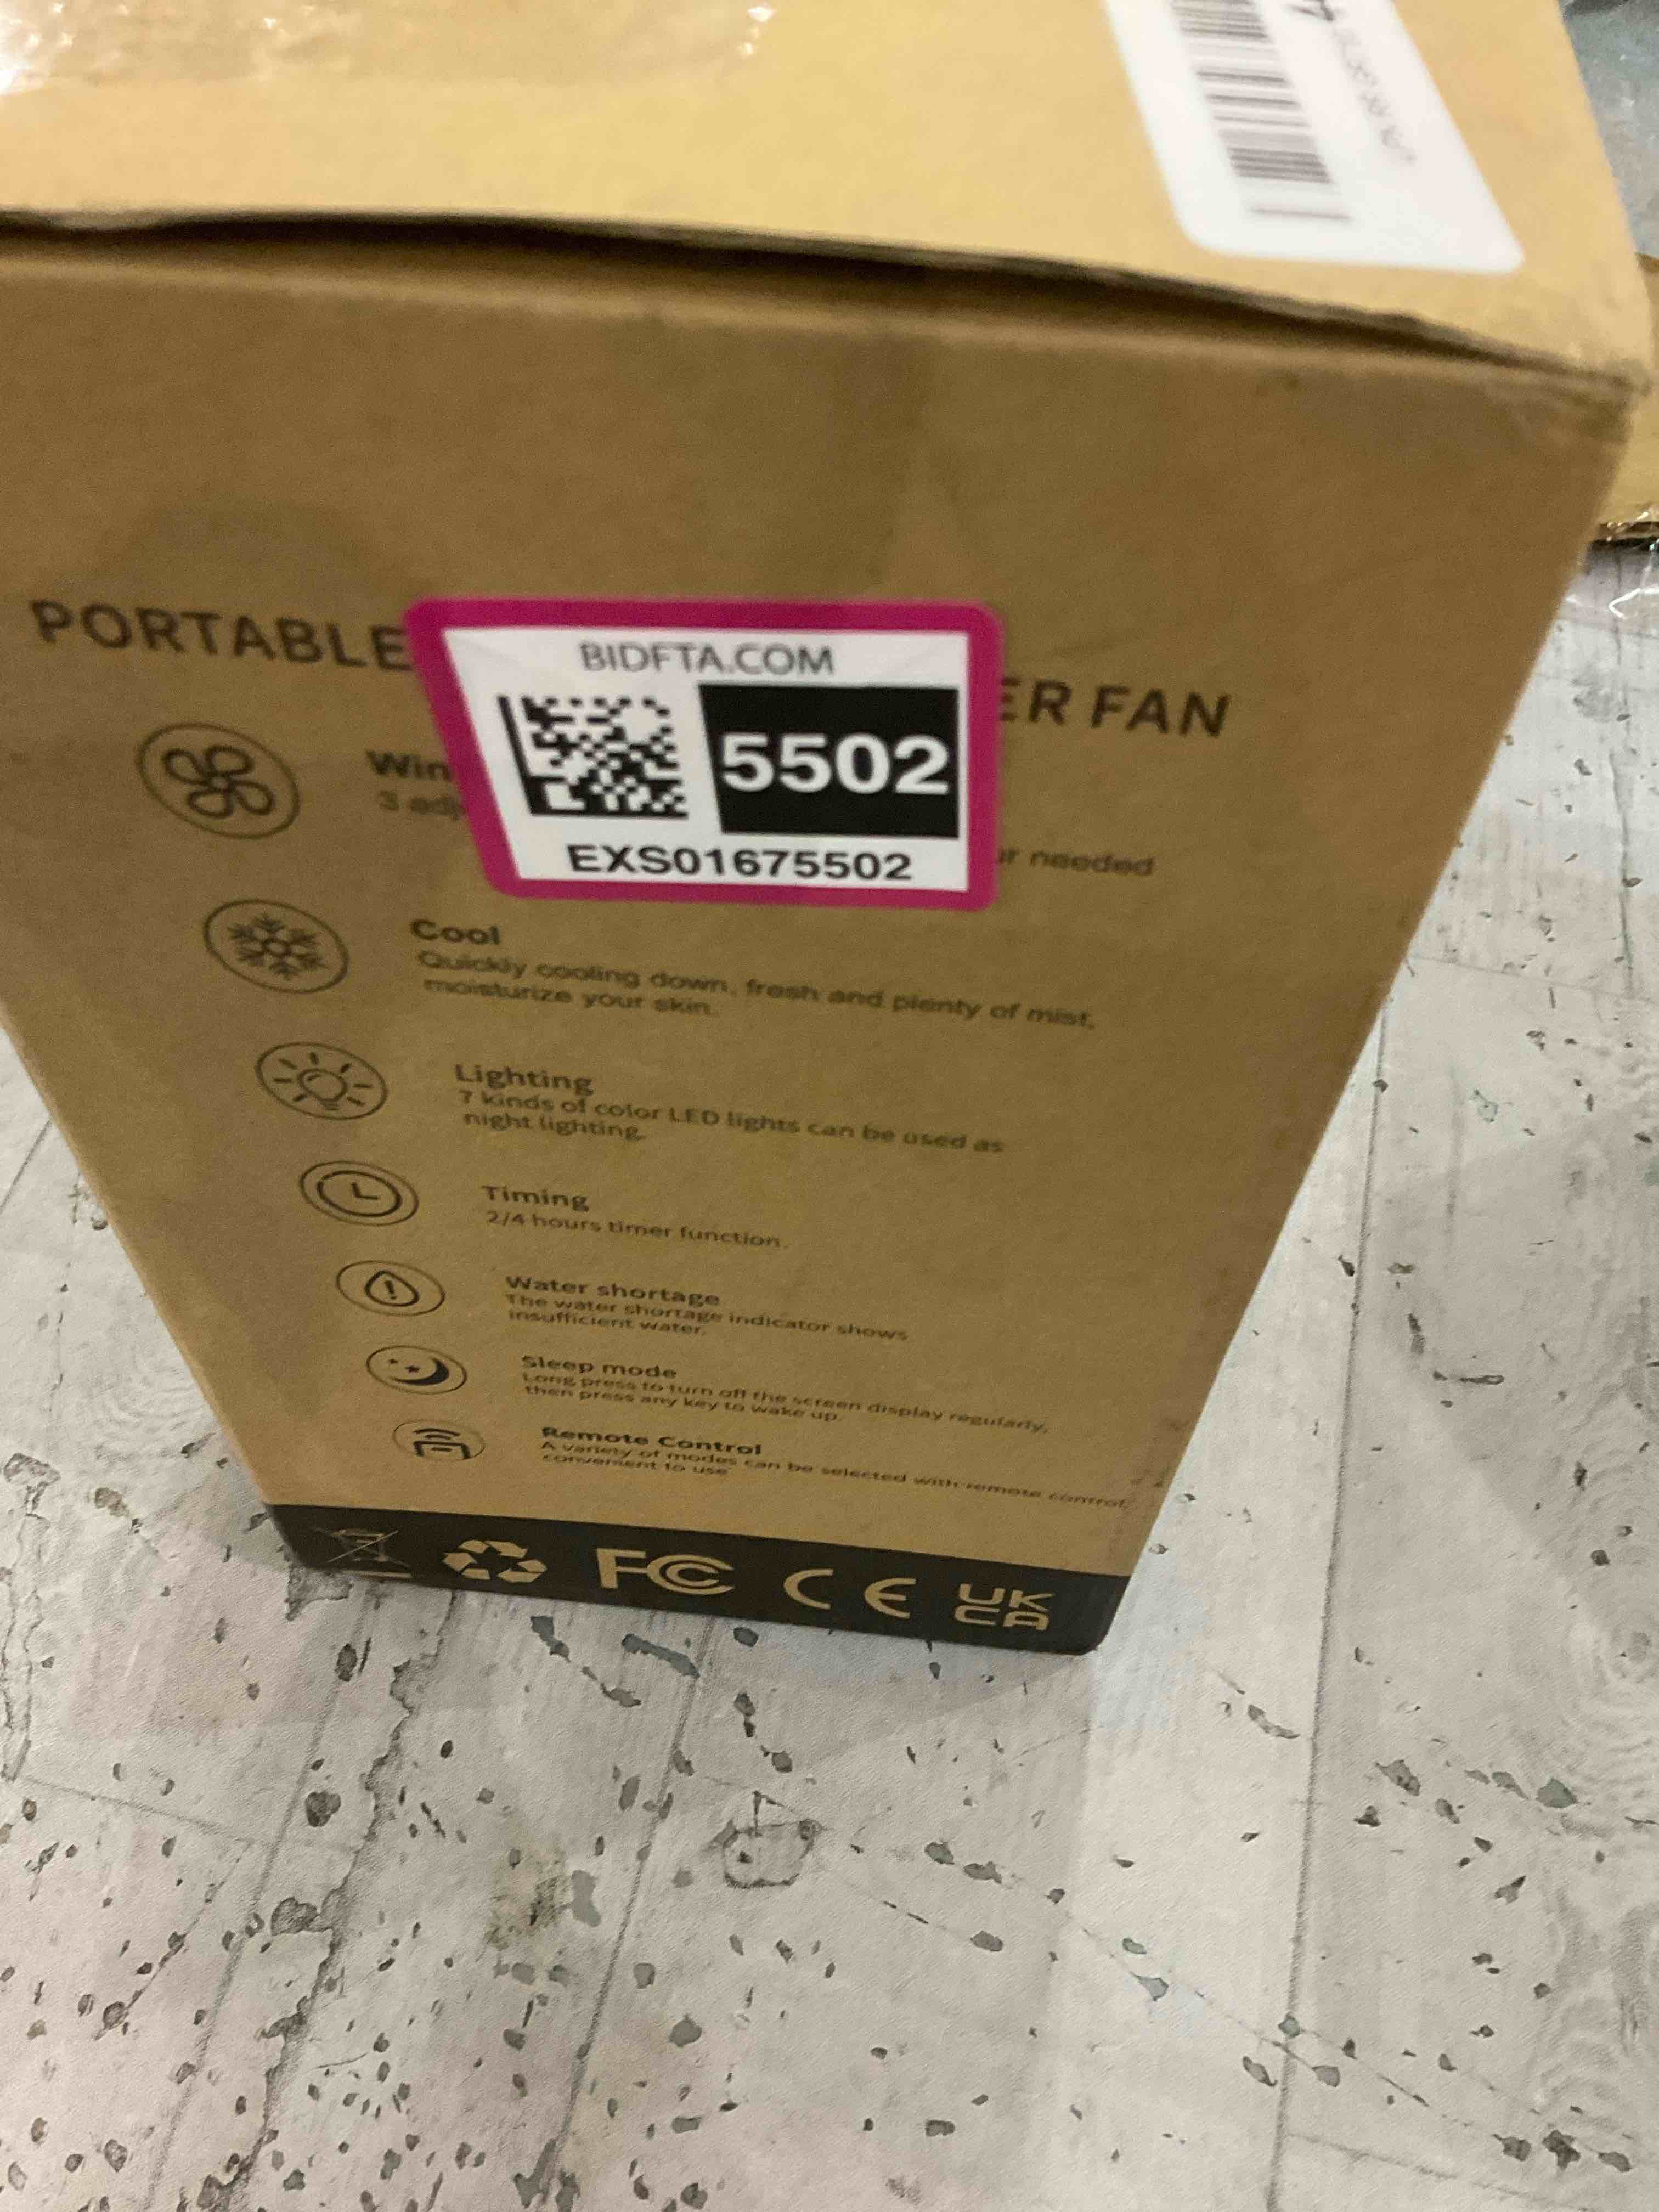 PORTABLE
ER FAN
BIDFTA.COM
5502
EXS01675502
Win
3 adj
needed
Cool
Quickly cooling down, fresh and plenty of mist,
moisturize your skin.
Lighting
7 kinds of color LED lights can be used as
night lighting.
Timing
2/4 hours timer function.
Water shortage
The water shortage indicator shows
insufficient water.
Sleep mode
Long press to turn off the screen display regularly,
then press any key to wake up.
Remote Control
A variety of modes can be selected with remote control,
convenient to use
FC CE UK
CA